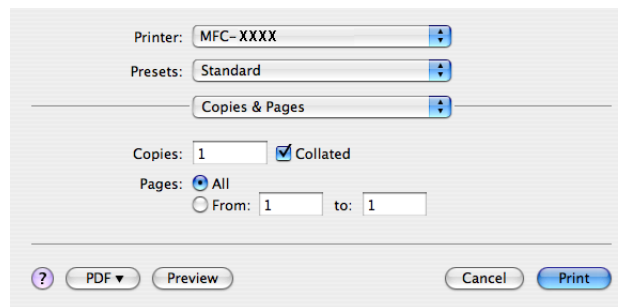 Printer: MFC-XXXX
Presets: Standard
Copies & Pages
Copies: 1 Collated
Pages: All
From: 1 to: 1
? PDF ▼ Preview Cancel Print